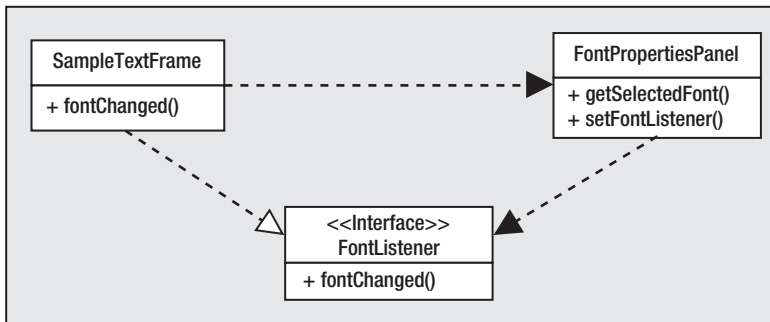 SampleTextFrame
+ fontChanged()
FontPropertiesPanel
+ getSelectedFont()
+ setFontListener()
<<Interface>>
FontListener
+ fontChanged()